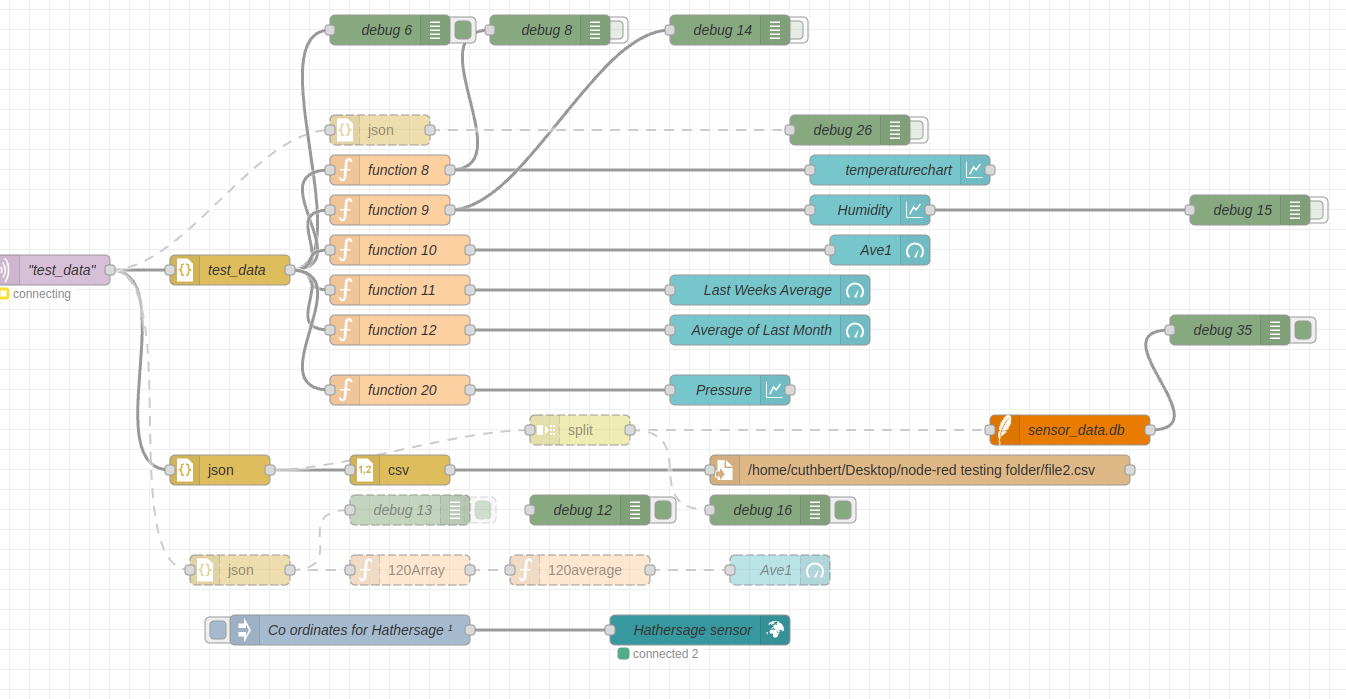 debug 6
debug 8
debug 14
json
debug 26
function 8
temperaturechart
function 9
Humidity
debug 15
function 10
Ave1
"test_data"
connecting
test_data
function 11
Last Weeks Average
function 12
Average of Last Month
debug 35
function 20
Pressure
split
sensor_data.db
json
1,2
csv
/home/cuthbert/Desktop/node-red testing folder/file2.csv
debug 13
debug 12
debug 16
json
120Array
120average
Ave1
Co ordinates for Hathersage ¹
Hathersage sensor
connected 2